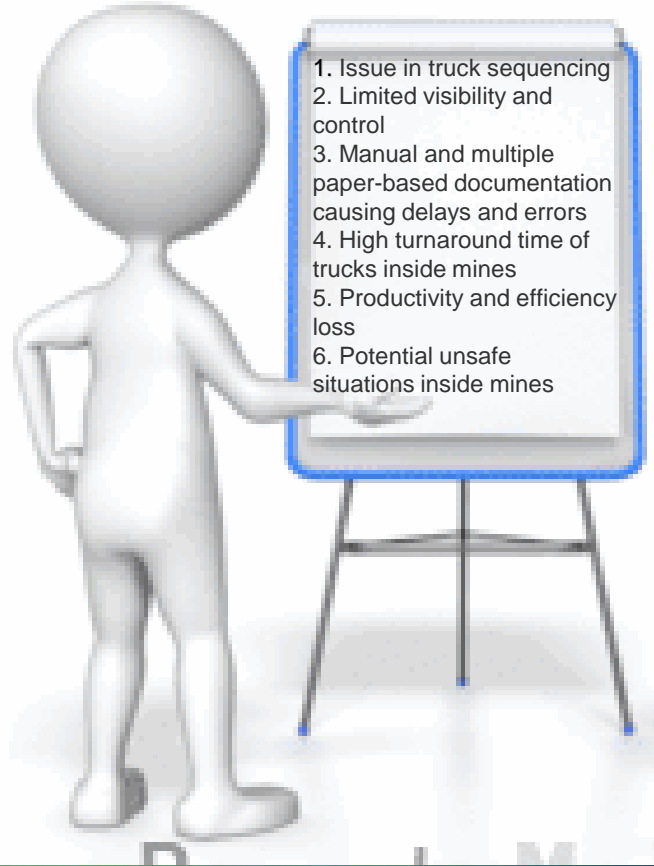 1. Issue in truck sequencing
2. Limited visibility and
control
3. Manual and multiple
paper-based documentation
causing delays and errors
4. High turnaround time of
trucks inside mines
5. Productivity and efficiency
loss
6. Potential unsafe
situations inside mines